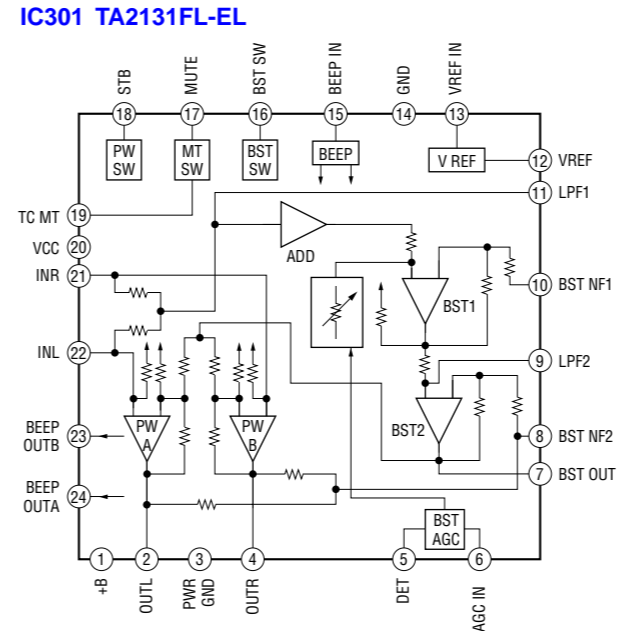 IC301 TA2131FL-EL
STB
MUTE
BST SW
BEEP IN
GND
VREF IN
18
17
16
15
14
13
PW
SW
MT
SW
BST
SW
BEEP
V REF
12 VREF
11 LPF1
TC MT 19
VCC 20
INR 21
ADD
BST1
10 BST NF1
INL 22
9 LPF2
BEEP
OUTB
23
PW
A
PW
B
BST2
8 BST NF2
7 BST OUT
BEEP
OUTA
24
BST
AGC
1
2
3
4
5
6
+B
OUTL
PWR
GND
OUTR
DET
AGC IN